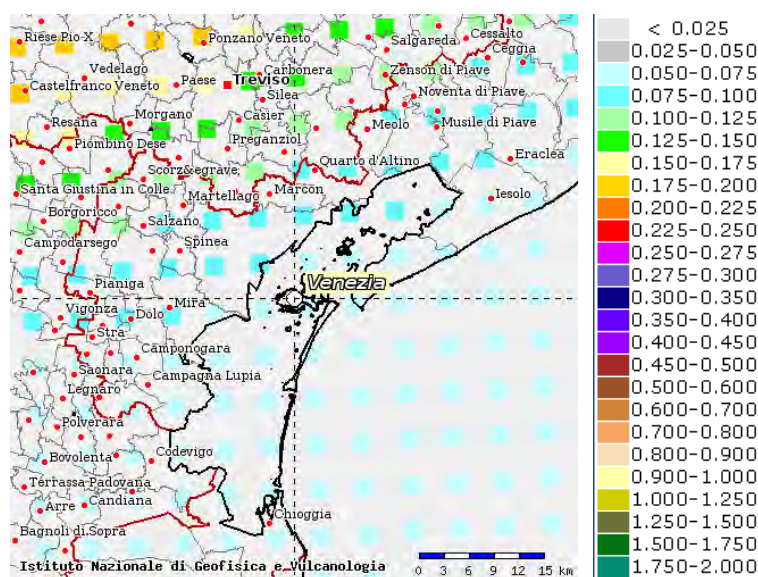 Riese Pio X
Ponzano Veneto
Salgareda
Cessalto
Ceggia
Vedelago
Carbonera
Zenson di Piave
Castelfranco Veneto
Paese
Treviso
Silea
Noventa di Piave
Resana
Morgano
Casier
Meolo
Musile di Piave
Piombino Dese
Preganziol
Scorz&egrave
Quarto d'Altino
Eraclea
Santa Giustina in Colle
Martellago
Marcon
Iesolo
Borgoricco
Salzano
Campodarsego
Spinea
Pianiga
Venezia
Vigonza
Dolo
Mira
Stra
Camponogara
Saonara
Campagna Lupia
Legnaro
Polverara
Bovolenta
Codevigo
Terrassa Padovana
Arre
Candiana
Chioggia
Bagnoli di Sopra
Istituto Nazionale di Geofisica e Vulcanologia
0 3 6 9 12 15 km
< 0.025
0.025-0.050
0.050-0.075
0.075-0.100
0.100-0.125
0.125-0.150
0.150-0.175
0.175-0.200
0.200-0.225
0.225-0.250
0.250-0.275
0.275-0.300
0.300-0.350
0.350-0.400
0.400-0.450
0.450-0.500
0.500-0.600
0.600-0.700
0.700-0.800
0.800-0.900
0.900-1.000
1.000-1.250
1.250-1.500
1.500-1.750
1.750-2.000